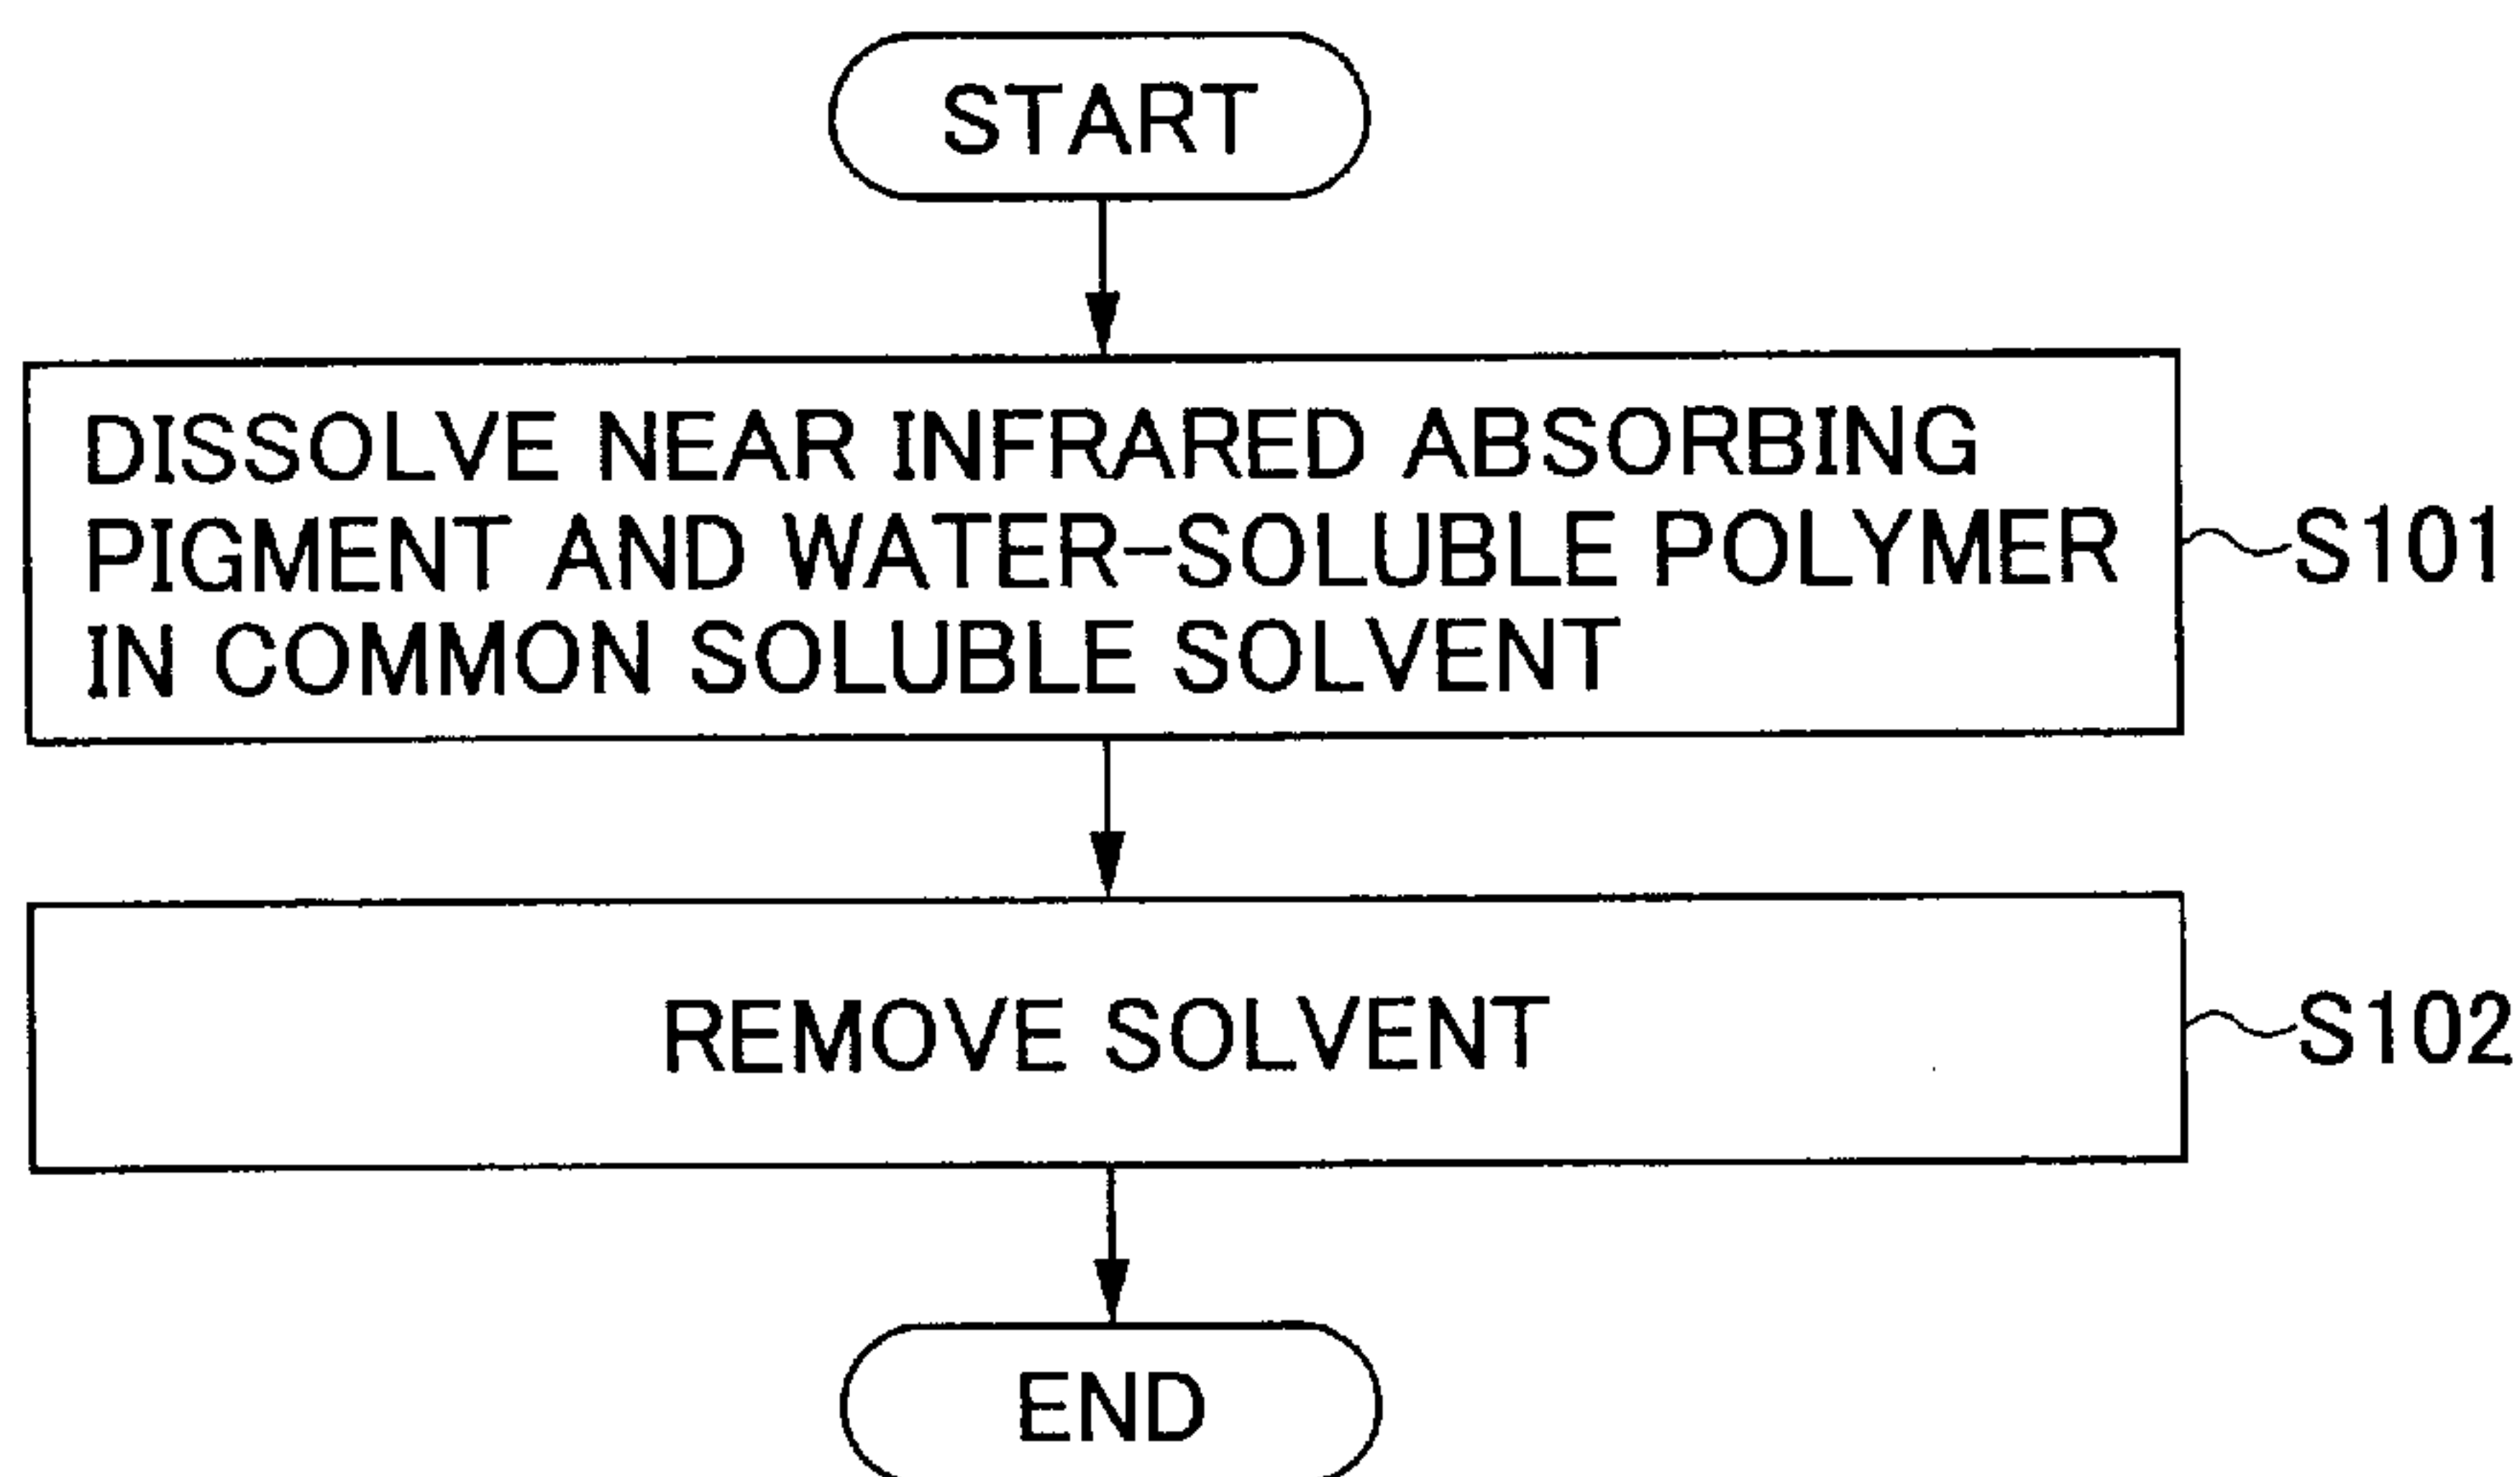 START
DISSOLVE NEAR INFRARED ABSORBING
PIGMENT AND WATER-SOLUBLE POLYMER
IN COMMON SOLUBLE SOLVENT
S101
REMOVE SOLVENT
S102
END